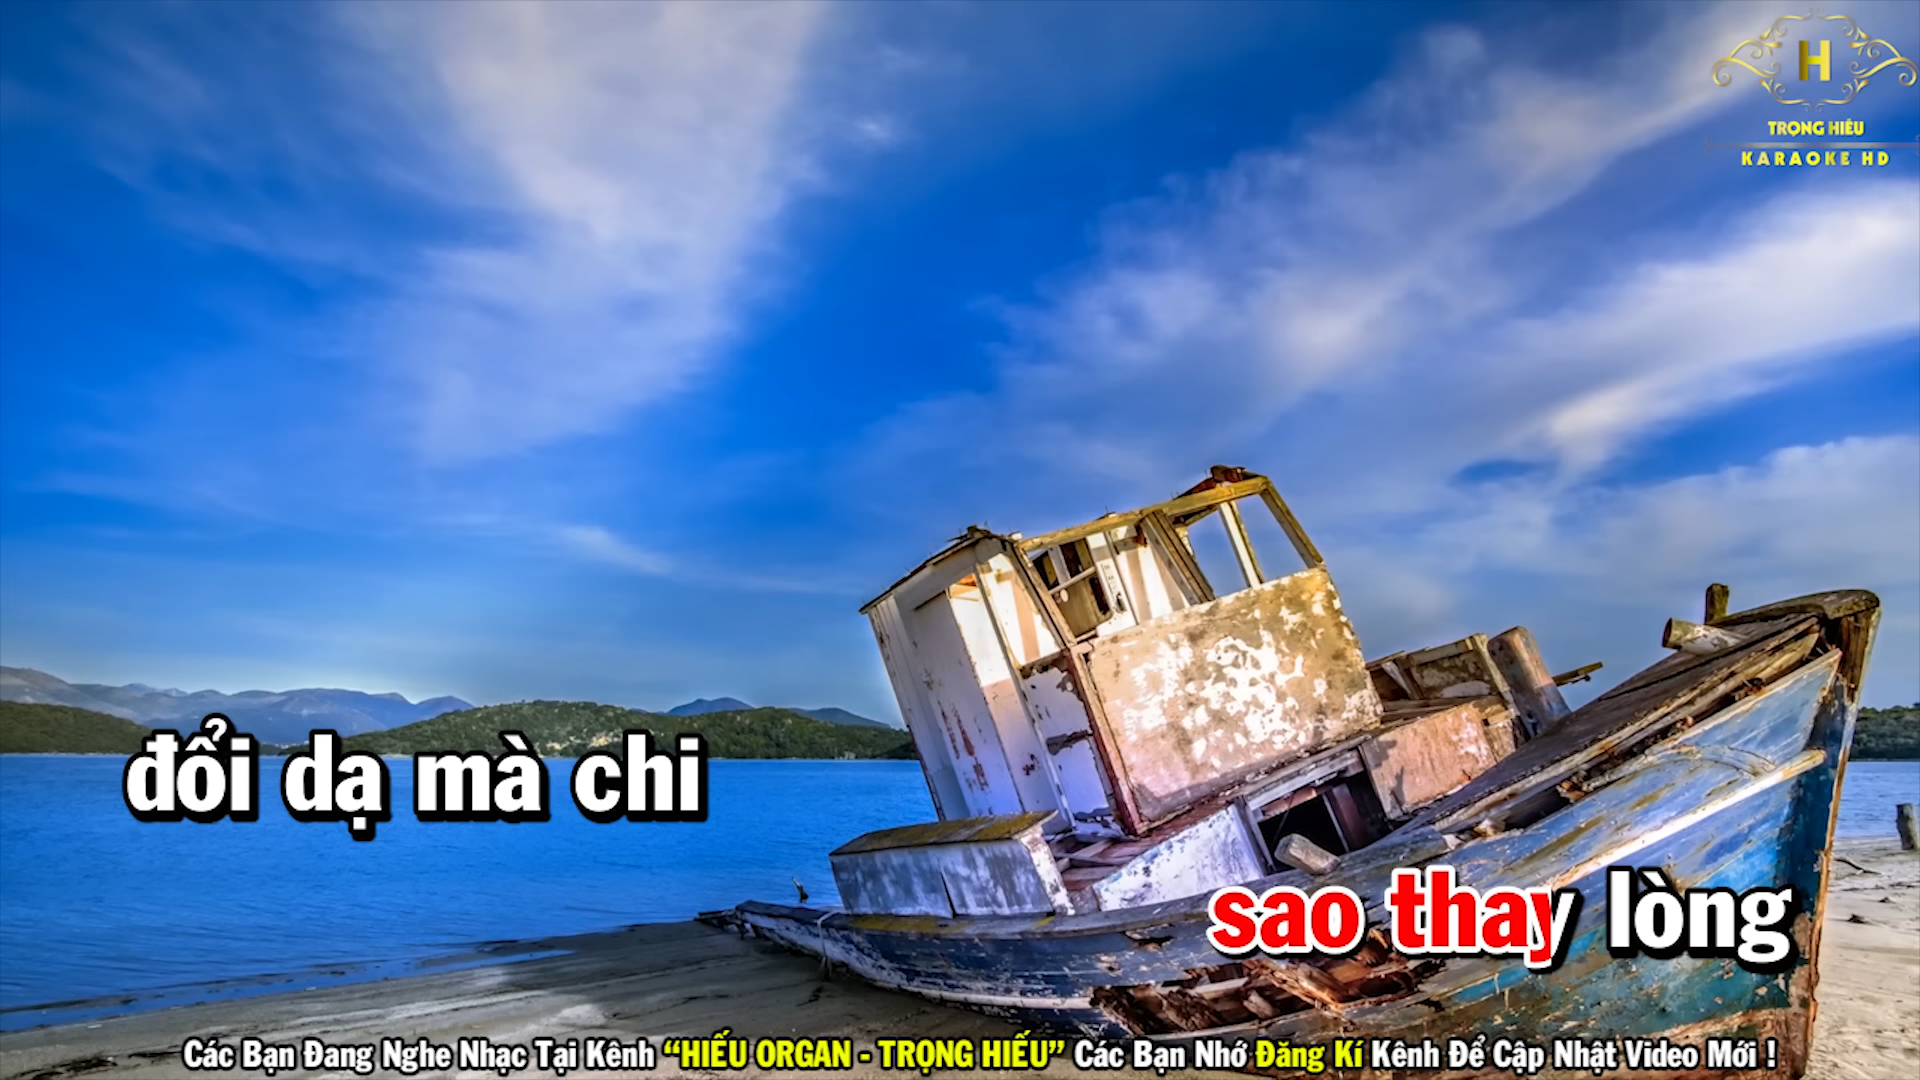 H
TRỌNG HIẾU
KARAOKE HD
đổi dạ mà chi
sao thay lòng
Các Bạn Đang Nghe Nhạc Tại Kênh “HIẾU ORGAN - TRỌNG HIẾU” Các Bạn Nhớ Đăng Kí Kênh Để Cập Nhật Video Mới !